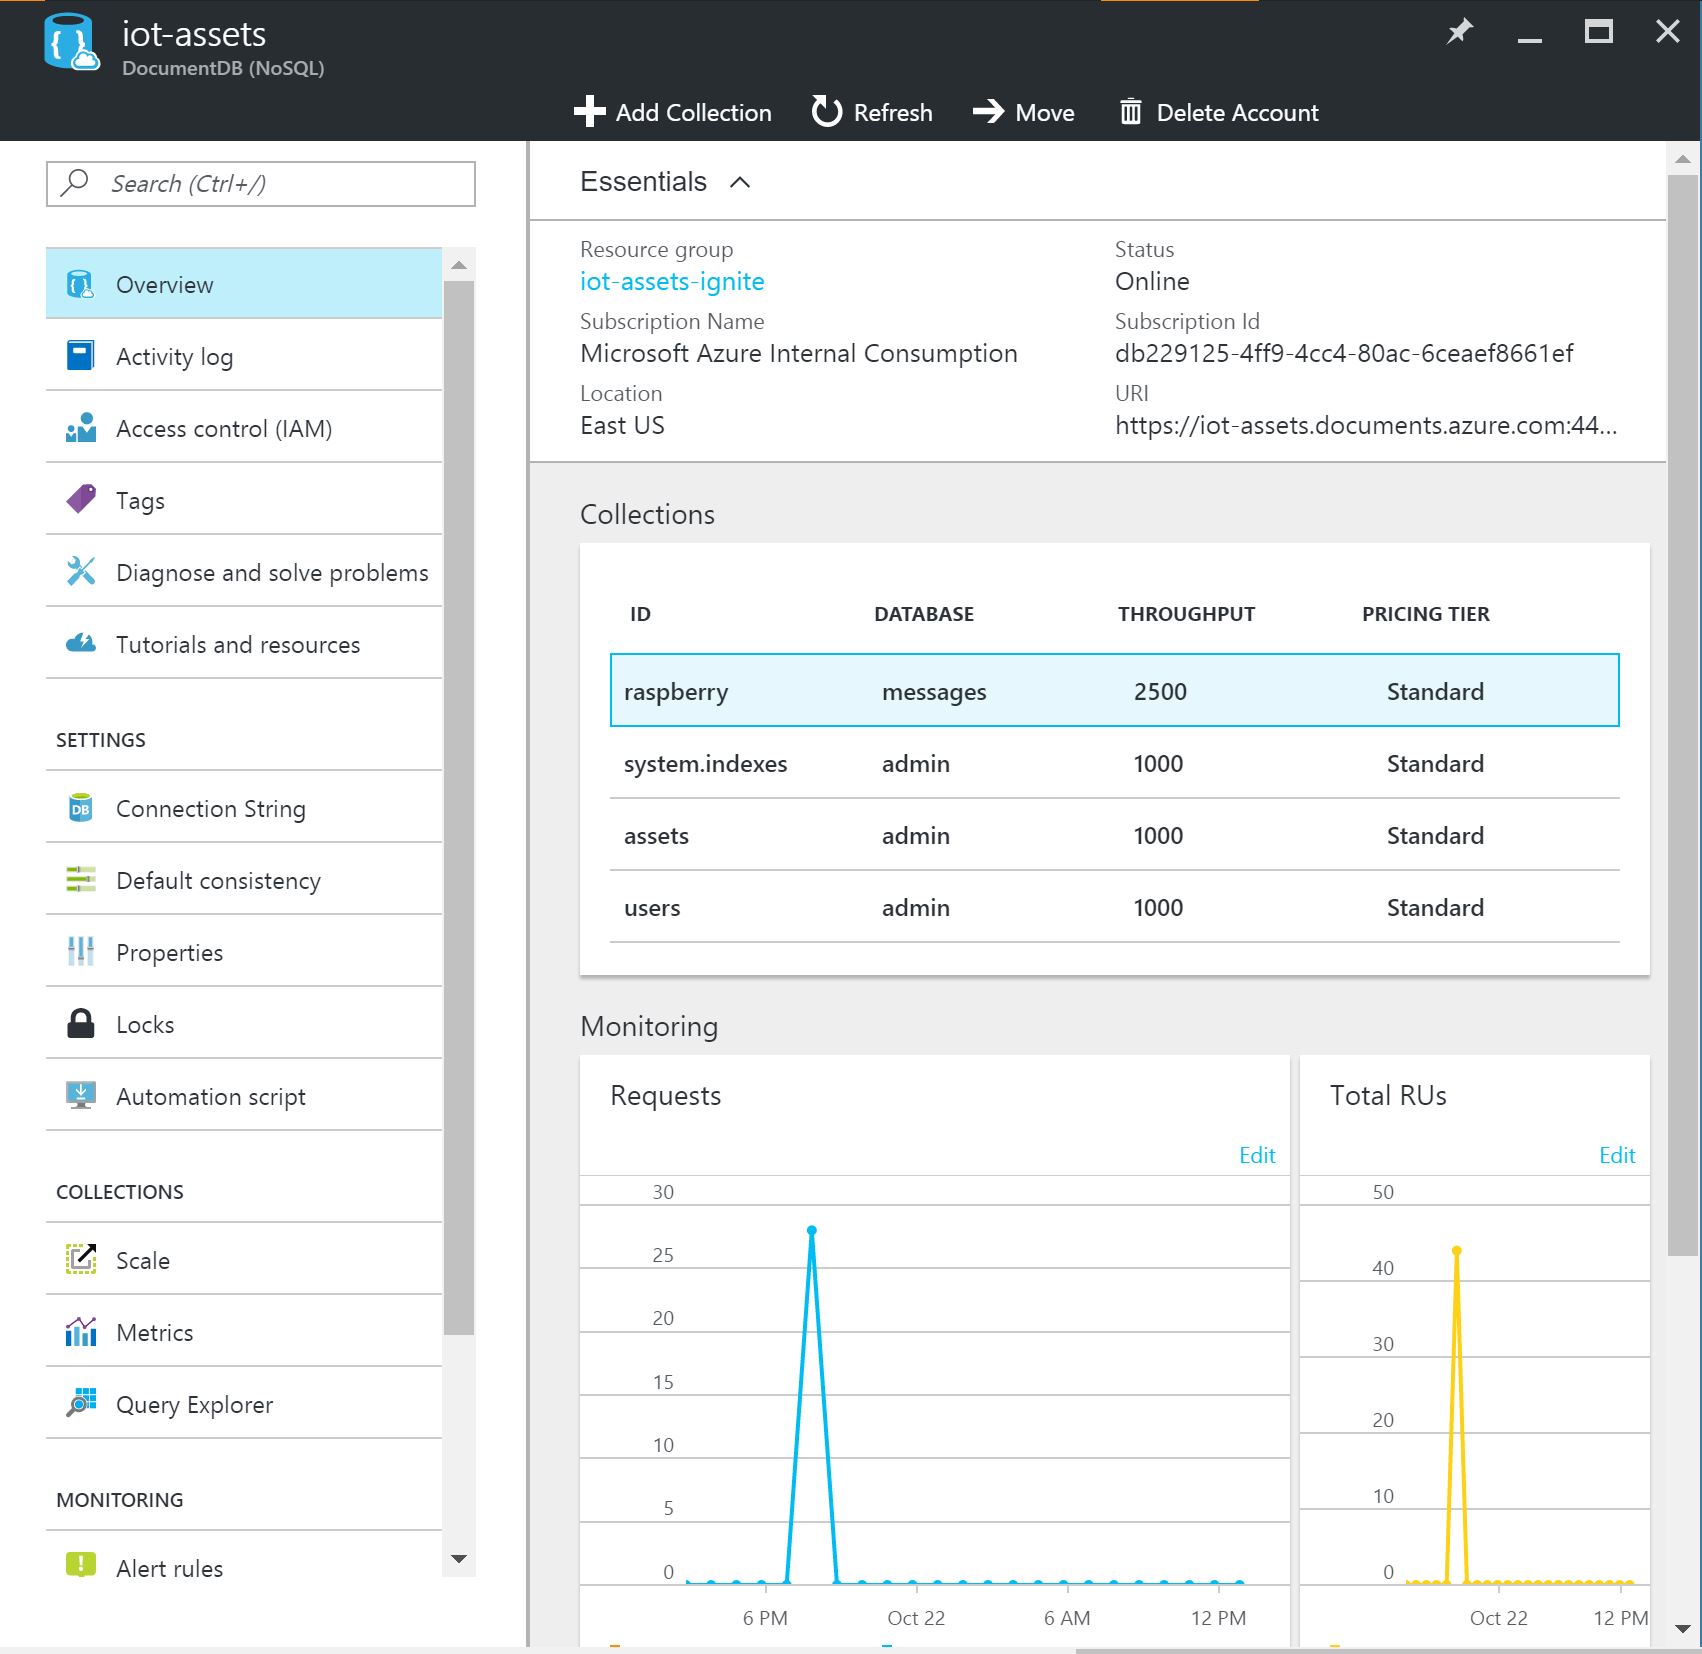 iot-assets
DocumentDB (NoSQL)
Add Collection Refresh Move Delete Account
Search (Ctrl+/)
Overview
Activity log
Access control (IAM)
Tags
Diagnose and solve problems
Tutorials and resources
SETTINGS
Connection String
Default consistency
Properties
Locks
Automation script
COLLECTIONS
Scale
Metrics
Query Explorer
MONITORING
Alert rules
Essentials
Resource group
iot-assets-ignite
Subscription Name
Microsoft Azure Internal Consumption
Location
East US
Status
Online
Subscription Id
db229125-4ff9-4cc4-80ac-6ceaef8661ef
URI
https://iot-assets.documents.azure.com:44...
Collections
ID DATABASE THROUGHPUT PRICING TIER
raspberry messages 2500 Standard
system.indexes admin 1000 Standard
assets admin 1000 Standard
users admin 1000 Standard
Monitoring
Requests
Edit
30
25
20
15
10
5
0
6 PM Oct 22 6 AM 12 PM
Total RUs
Edit
50
40
30
20
10
0
Oct 22 12 PM